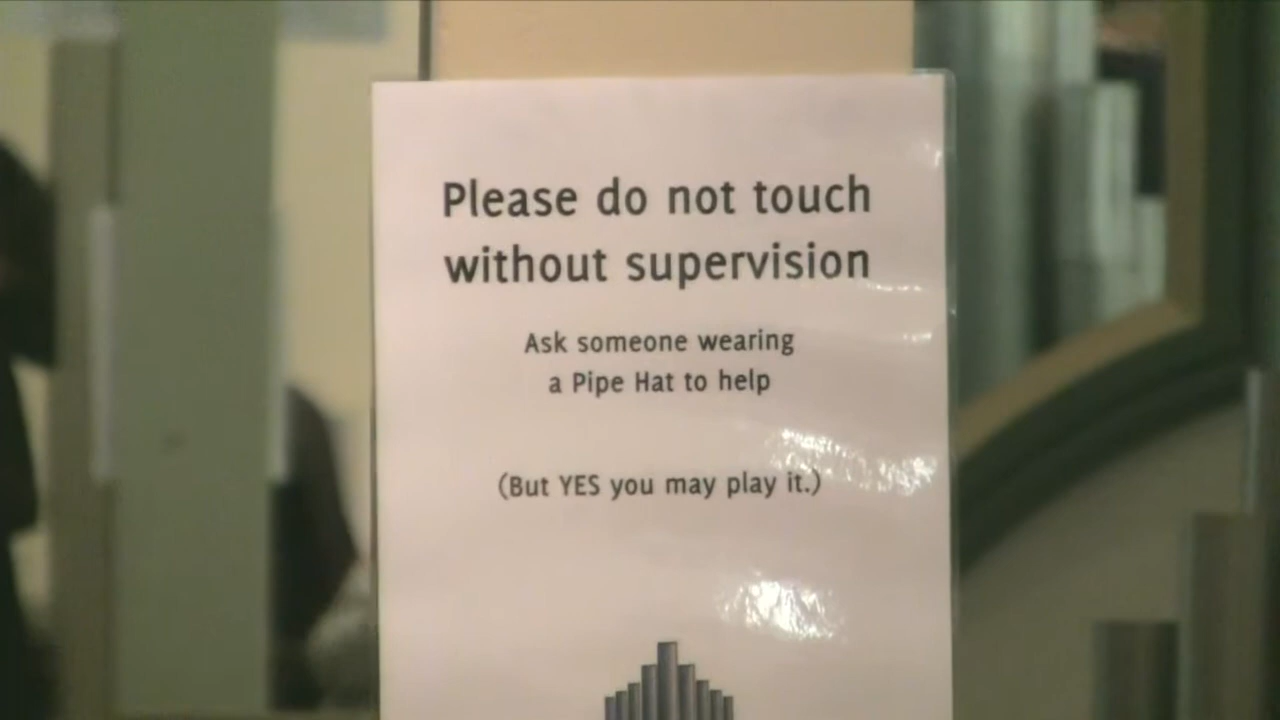 Please do not touch
without supervision
Ask someone wearing
a Pipe Hat to help
(But YES you may play it.)